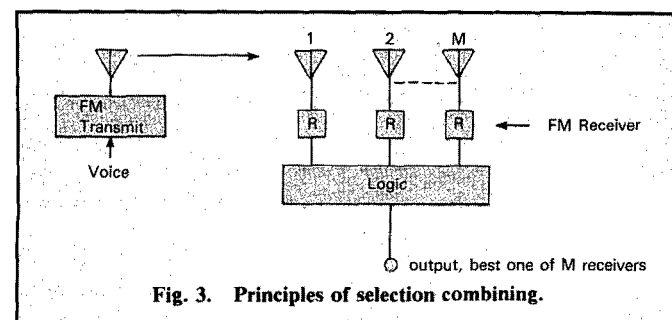 1 2 M
FM
Transmit
Voice
R R R
FM Receiver
Logic
output, best one of M receivers
Fig. 3. Principles of selection combining.